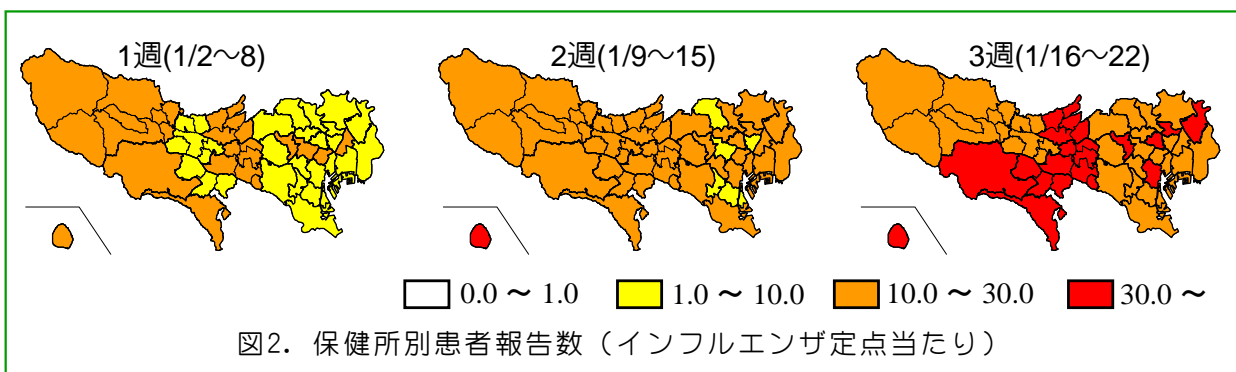 1週(1/2～8) 2週(1/9～15) 3週(1/16～22)
0.0 ～ 1.0 1.0 ～ 10.0 10.0 ～ 30.0 30.0 ～
図2. 保健所別患者報告数（インフルエンザ定点当たり）